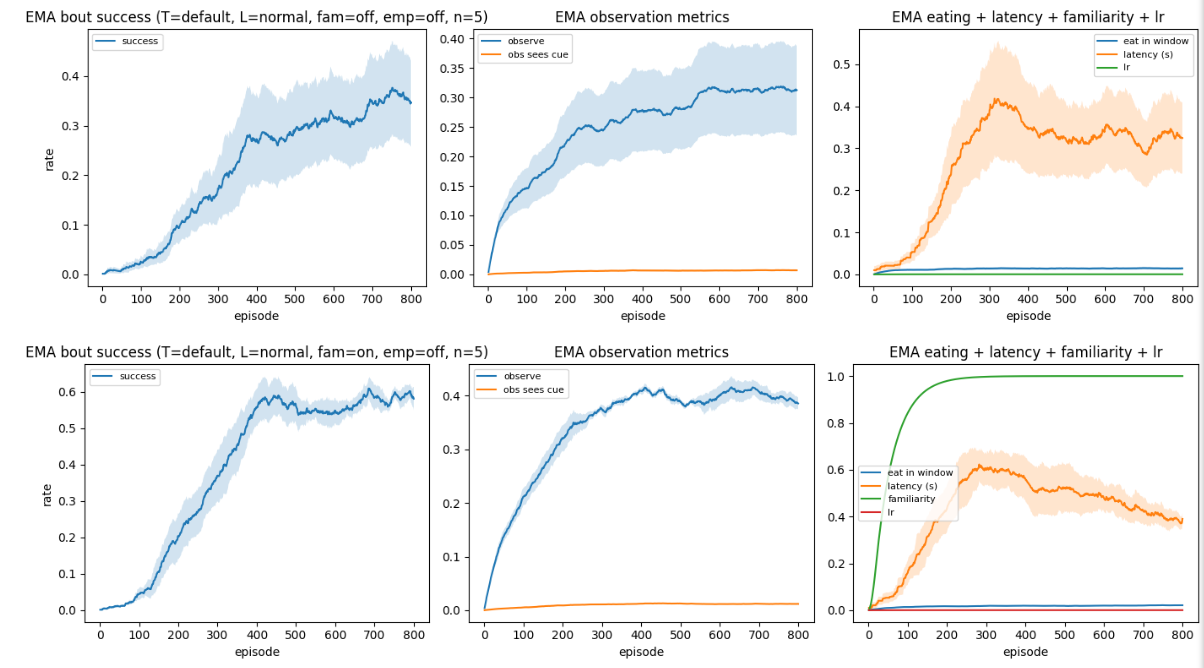 EMA bout success (T=default, L=normal, fam=off, emp=off, n=5)
EMA observation metrics
EMA eating + latency + familiarity + lr
success
observe
obs sees cue
eat in window
latency (s)
lr
rate
0.4
0.3
0.2
0.1
0.0
0.40
0.35
0.30
0.25
0.20
0.15
0.10
0.05
0.00
0.5
0.4
0.3
0.2
0.1
0.0
0 100 200 300 400 500 600 700 800
0 100 200 300 400 500 600 700 800
0 100 200 300 400 500 600 700 800
episode
episode
episode
EMA bout success (T=default, L=normal, fam=on, emp=off, n=5)
EMA observation metrics
EMA eating + latency + familiarity + lr
success
observe
obs sees cue
eat in window
latency (s)
familiarity
lr
rate
0.6
0.5
0.4
0.3
0.2
0.1
0.0
0.4
0.3
0.2
0.1
0.0
1.0
0.8
0.6
0.4
0.2
0.0
0 100 200 300 400 500 600 700 800
0 100 200 300 400 500 600 700 800
0 100 200 300 400 500 600 700 800
episode
episode
episode